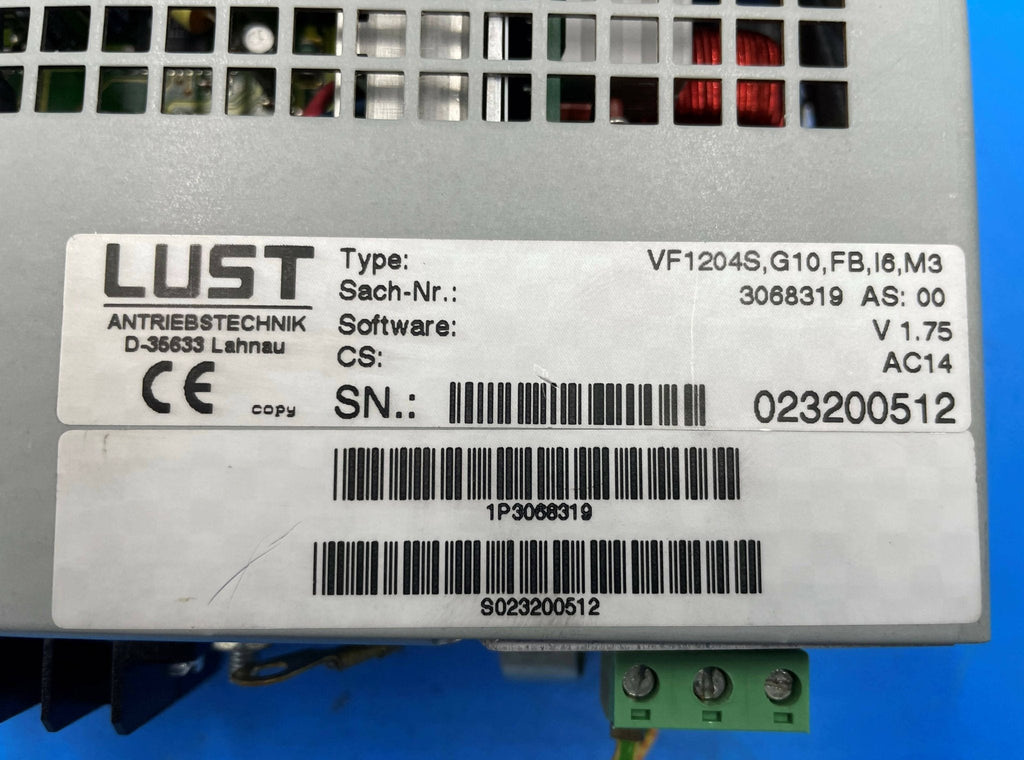 LUST
ANTRIEBSTECHNIK
D-35633 Lahnau
CE
copy
Type: VF1204S,G10,FB,I6,M3
Sach-Nr.: 3068319 AS: 00
Software: V 1.75
CS: AC14
SN.: 023200512
1P3068319
S023200512